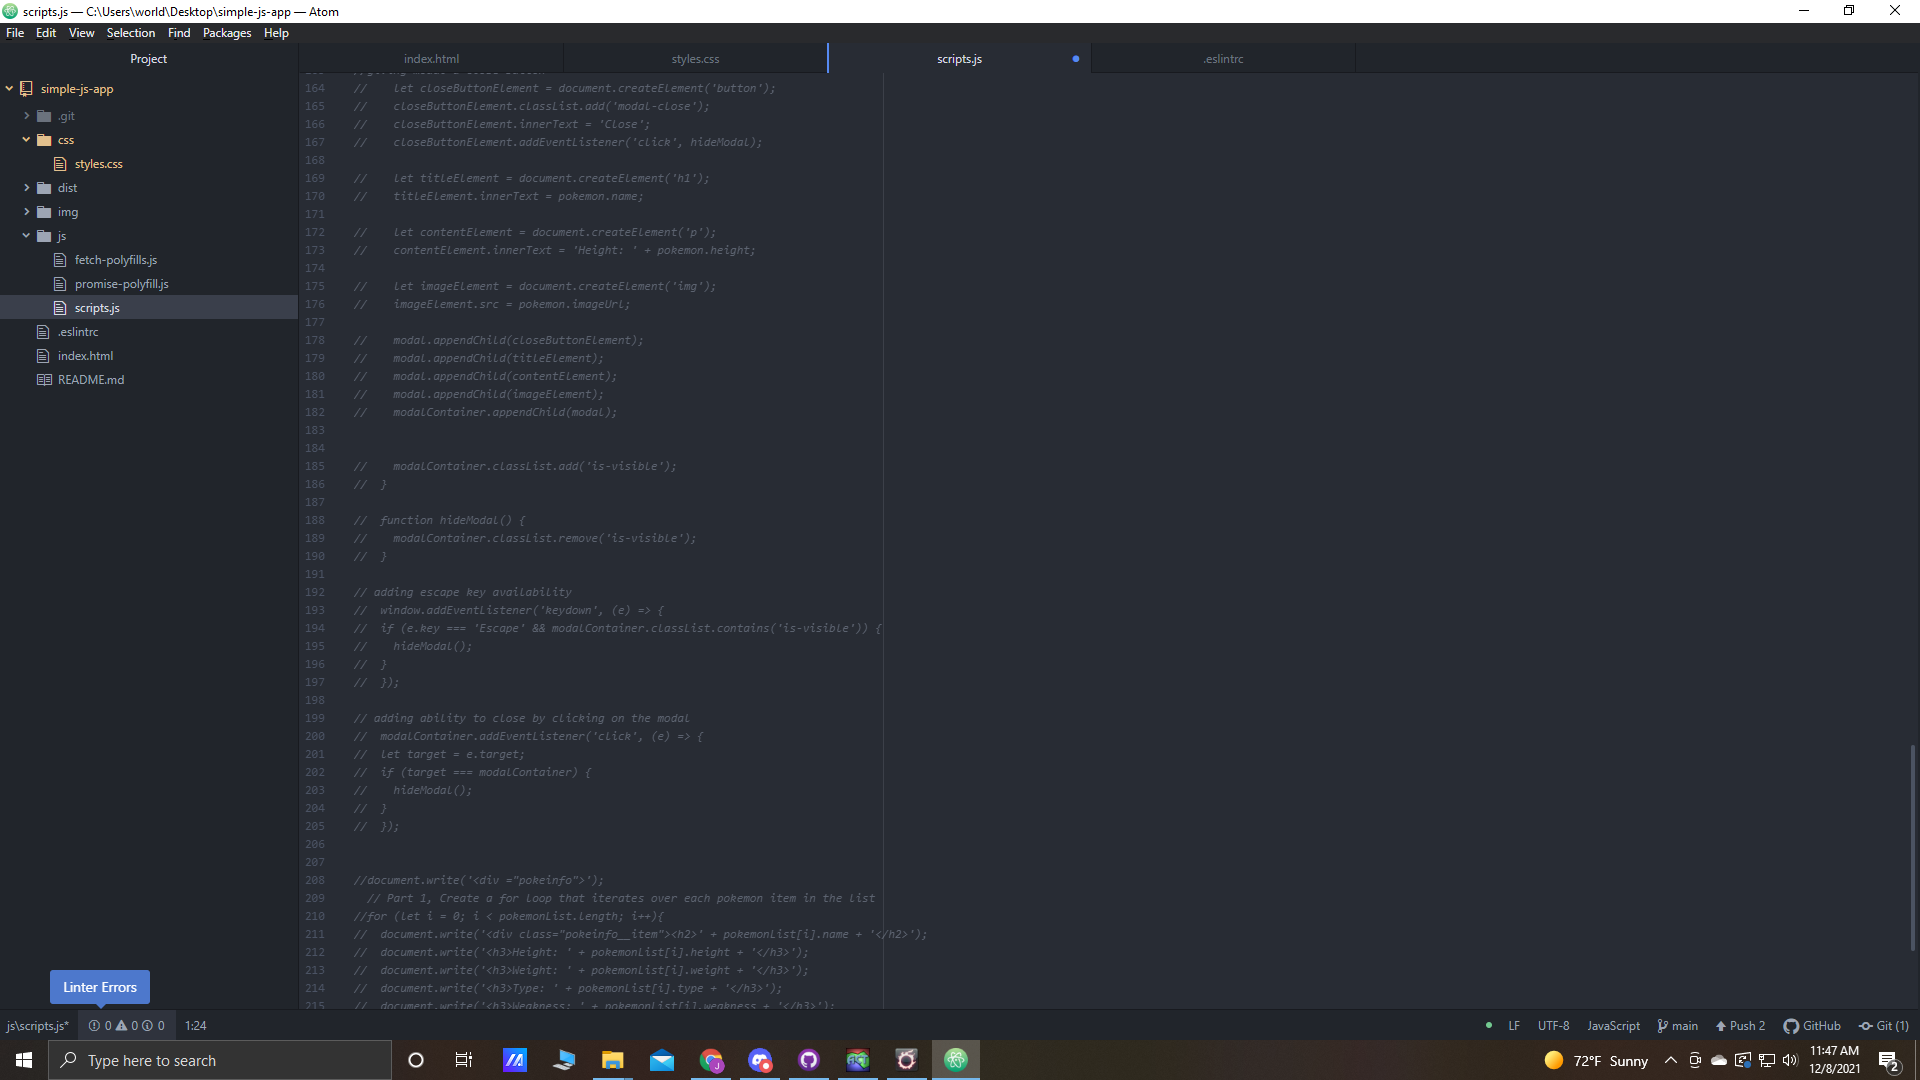 scripts.js — C:\Users\world\Desktop\simple-js-app — Atom
File Edit View Selection Find Packages Help
Project
index.html
styles.css
scripts.js
.eslintrc
simple-js-app
.git
css
styles.css
dist
img
js
fetch-polyfills.js
promise-polyfill.js
scripts.js
.eslintrc
index.html
README.md
164 //    let closeButtonElement = document.createElement('button');
165 //    closeButtonElement.classList.add('modal-close');
166 //    closeButtonElement.innerText = 'Close';
167 //    closeButtonElement.addEventListener('click', hideModal);
168
169 //    let titleElement = document.createElement('h1');
170 //    titleElement.innerText = pokemon.name;
171
172 //    let contentElement = document.createElement('p');
173 //    contentElement.innerText = 'Height: ' + pokemon.height;
174
175 //    let imageElement = document.createElement('img');
176 //    imageElement.src = pokemon.imageUrl;
177
178 //    modal.appendChild(closeButtonElement);
179 //    modal.appendChild(titleElement);
180 //    modal.appendChild(contentElement);
181 //    modal.appendChild(imageElement);
182 //    modalContainer.appendChild(modal);
183
184
185 //    modalContainer.classList.add('is-visible');
186 //  }
187
188 //  function hideModal() {
189 //    modalContainer.classList.remove('is-visible');
190 //  }
191
192 // adding escape key availability
193 //  window.addEventListener('keydown', (e) => {
194 //  if (e.key === 'Escape' && modalContainer.classList.contains('is-visible')) {
195 //    hideModal();
196 //  }
197 //  });
198
199 // adding ability to close by clicking on the modal
200 //  modalContainer.addEventListener('click', (e) => {
201 //  let target = e.target;
202 //  if (target === modalContainer) {
203 //    hideModal();
204 //  }
205 //  });
206
207
208 //document.write('<div ="pokeinfo">');
209   // Part 1, Create a for loop that iterates over each pokemon item in the list
210 //for (let i = 0; i < pokemonList.length; i++){
211 //  document.write('<div class="pokeinfo__item"><h2>' + pokemonList[i].name + '</h2>');
212 //  document.write('<h3>Height: ' + pokemonList[i].height + '</h3>');
213 //  document.write('<h3>Weight: ' + pokemonList[i].weight + '</h3>');
214 //  document.write('<h3>Type: ' + pokemonList[i].type + '</h3>');
215 //  document.write('<h3>Weakness: ' + pokemonList[i].weakness + '</h3>');
Linter Errors
js\scripts.js* 0 0 0 1:24
LF UTF-8 JavaScript main Push 2 GitHub Git (1)
Type here to search
72°F Sunny
11:47 AM
12/8/2021
2